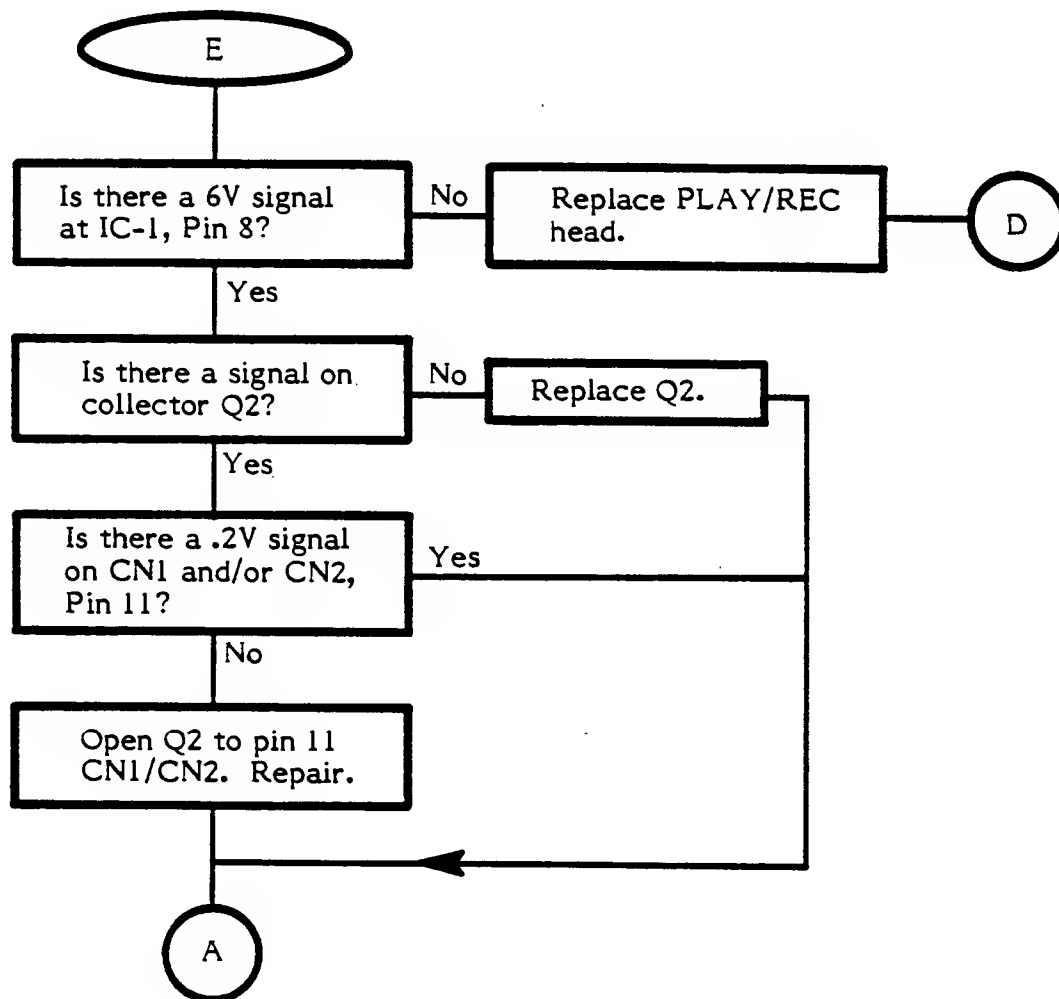 E
Is there a 6V signal
at IC-1, Pin 8?
No
Replace PLAY/REC
head.
D
Yes
Is there a signal on
collector Q2?
No
Replace Q2.
Yes
Is there a .2V signal
on CN1 and/or CN2,
Pin 11?
Yes
No
Open Q2 to pin 11
CN1/CN2. Repair.
A